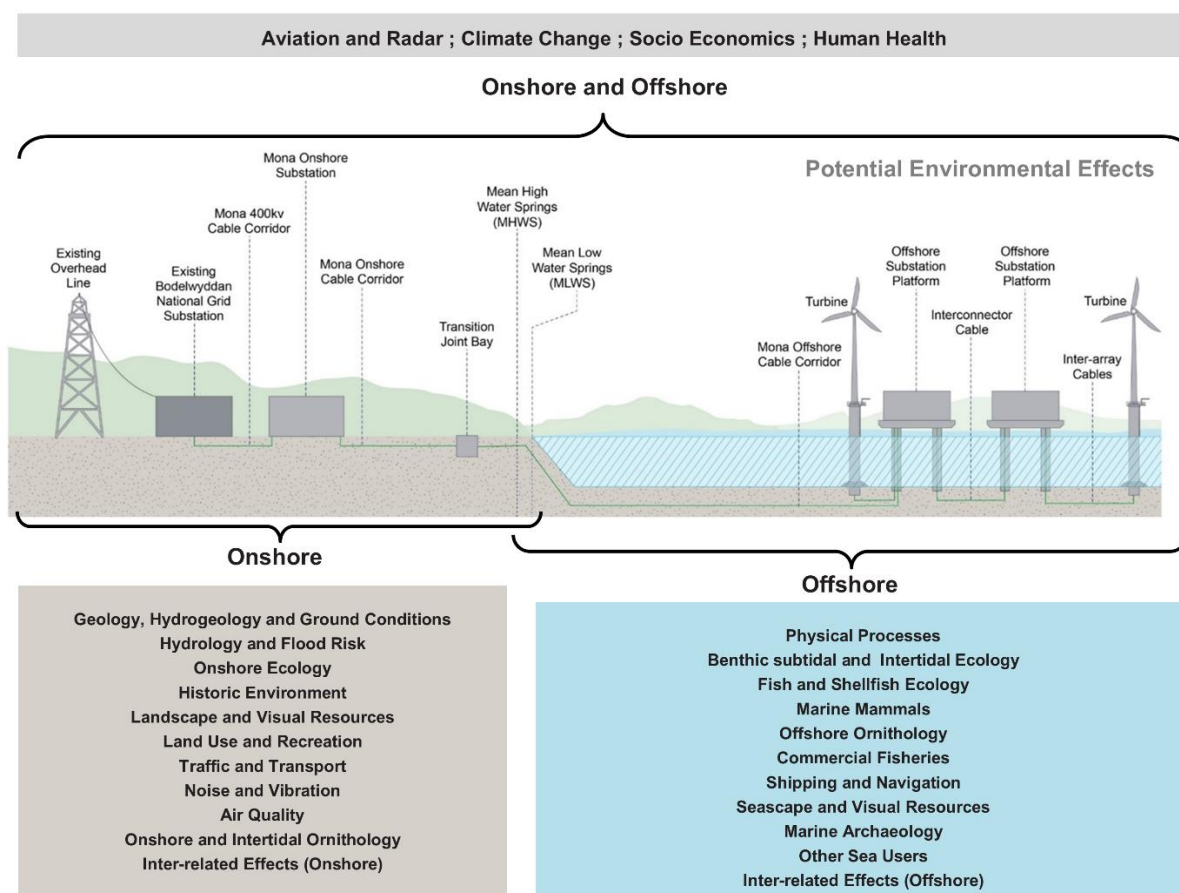 Aviation and Radar ; Climate Change ; Socio Economics ; Human Health
Onshore and Offshore
Potential Environmental Effects
Existing
Overhead
Line
Mona 400kv
Cable Corridor
Existing
Bodelwyddan
National Grid
Substation
Mona Onshore
Substation
Mona Onshore
Cable Corridor
Transition
Joint Bay
Mean High
Water Springs
(MHWS)
Mean Low
Water Springs
(MLWS)
Mona Offshore
Cable Corridor
Turbine
Offshore
Substation
Platform
Interconnector
Cable
Offshore
Substation
Platform
Inter-array
Cables
Turbine
Onshore
Geology, Hydrogeology and Ground Conditions
Hydrology and Flood Risk
Onshore Ecology
Historic Environment
Landscape and Visual Resources
Land Use and Recreation
Traffic and Transport
Noise and Vibration
Air Quality
Onshore and Intertidal Ornithology
Inter-related Effects (Onshore)
Offshore
Physical Processes
Benthic subtidal and Intertidal Ecology
Fish and Shellfish Ecology
Marine Mammals
Offshore Ornithology
Commercial Fisheries
Shipping and Navigation
Seascape and Visual Resources
Marine Archaeology
Other Sea Users
Inter-related Effects (Offshore)